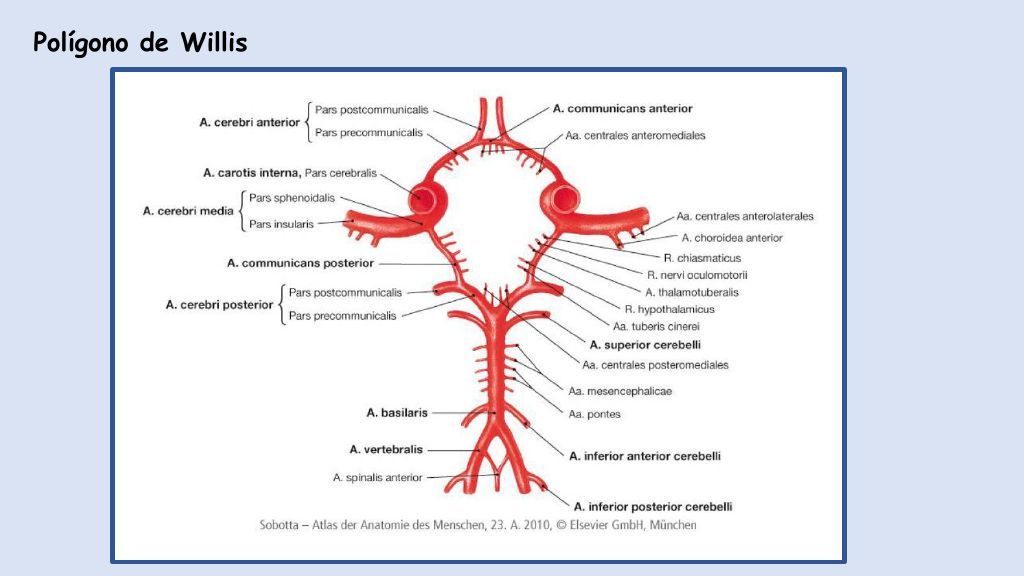 Polígono de Willis
A. cerebri anterior
Pars postcommunicalis
Pars precommunicalis
A. carotis interna, Pars cerebralis
A. cerebri media
Pars sphenoidalis
Pars insularis
A. communicans posterior
A. cerebri posterior
Pars postcommunicalis
Pars precommunicalis
A. basilaris
A. vertebralis
A. spinalis anterior
A. communicans anterior
Aa. centrales anteromediales
Aa. centrales anterolaterales
A. choroidea anterior
R. chiasmaticus
R. nervi oculomotorii
A. thalamotuberalis
R. hypothalamicus
Aa. tuberis cinerei
A. superior cerebelli
Aa. centrales posteromediales
Aa. mesencephalicae
Aa. pontes
A. inferior anterior cerebelli
A. inferior posterior cerebelli
Sobotta – Atlas der Anatomie des Menschen, 23. A. 2010, © Elsevier GmbH, München